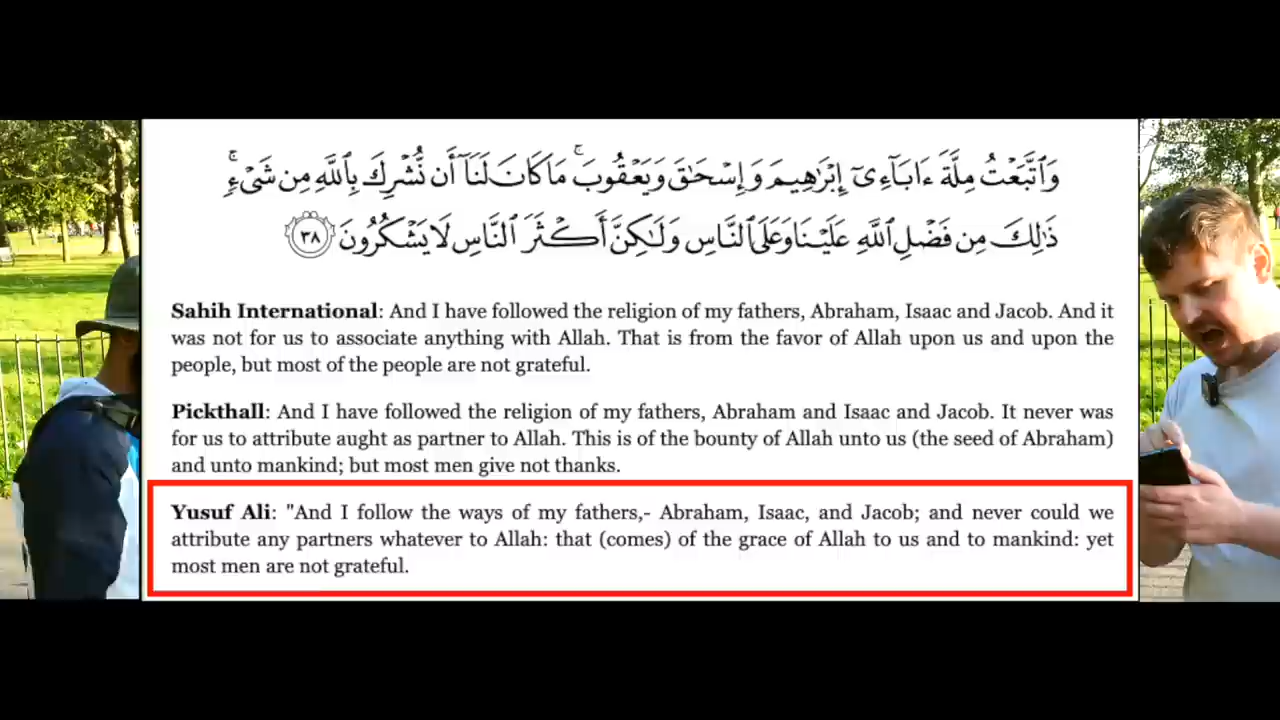 وَٱتَّبَعْتُ مِلَّةَ ءَابَآءِىٓ إِبْرَٰهِيمَ وَإِسْحَـٰقَ وَيَعْقُوبَ ۚ مَا كَانَ لَنَآ أَن نُّشْرِكَ بِٱللَّهِ مِن شَىْءٍ ۚ
ذَٰلِكَ مِن فَضْلِ ٱللَّهِ عَلَيْنَا وَعَلَى ٱلنَّاسِ وَلَـٰكِنَّ أَكْثَرَ ٱلنَّاسِ لَا يَشْكُرُونَ ٣٨
Sahih International: And I have followed the religion of my fathers, Abraham, Isaac and Jacob. And it
was not for us to associate anything with Allah. That is from the favor of Allah upon us and upon the
people, but most of the people are not grateful.
Pickthall: And I have followed the religion of my fathers, Abraham and Isaac and Jacob. It never was
for us to attribute aught as partner to Allah. This is of the bounty of Allah unto us (the seed of Abraham)
and unto mankind; but most men give not thanks.
Yusuf Ali: "And I follow the ways of my fathers,- Abraham, Isaac, and Jacob; and never could we
attribute any partners whatever to Allah: that (comes) of the grace of Allah to us and to mankind: yet
most men are not grateful.